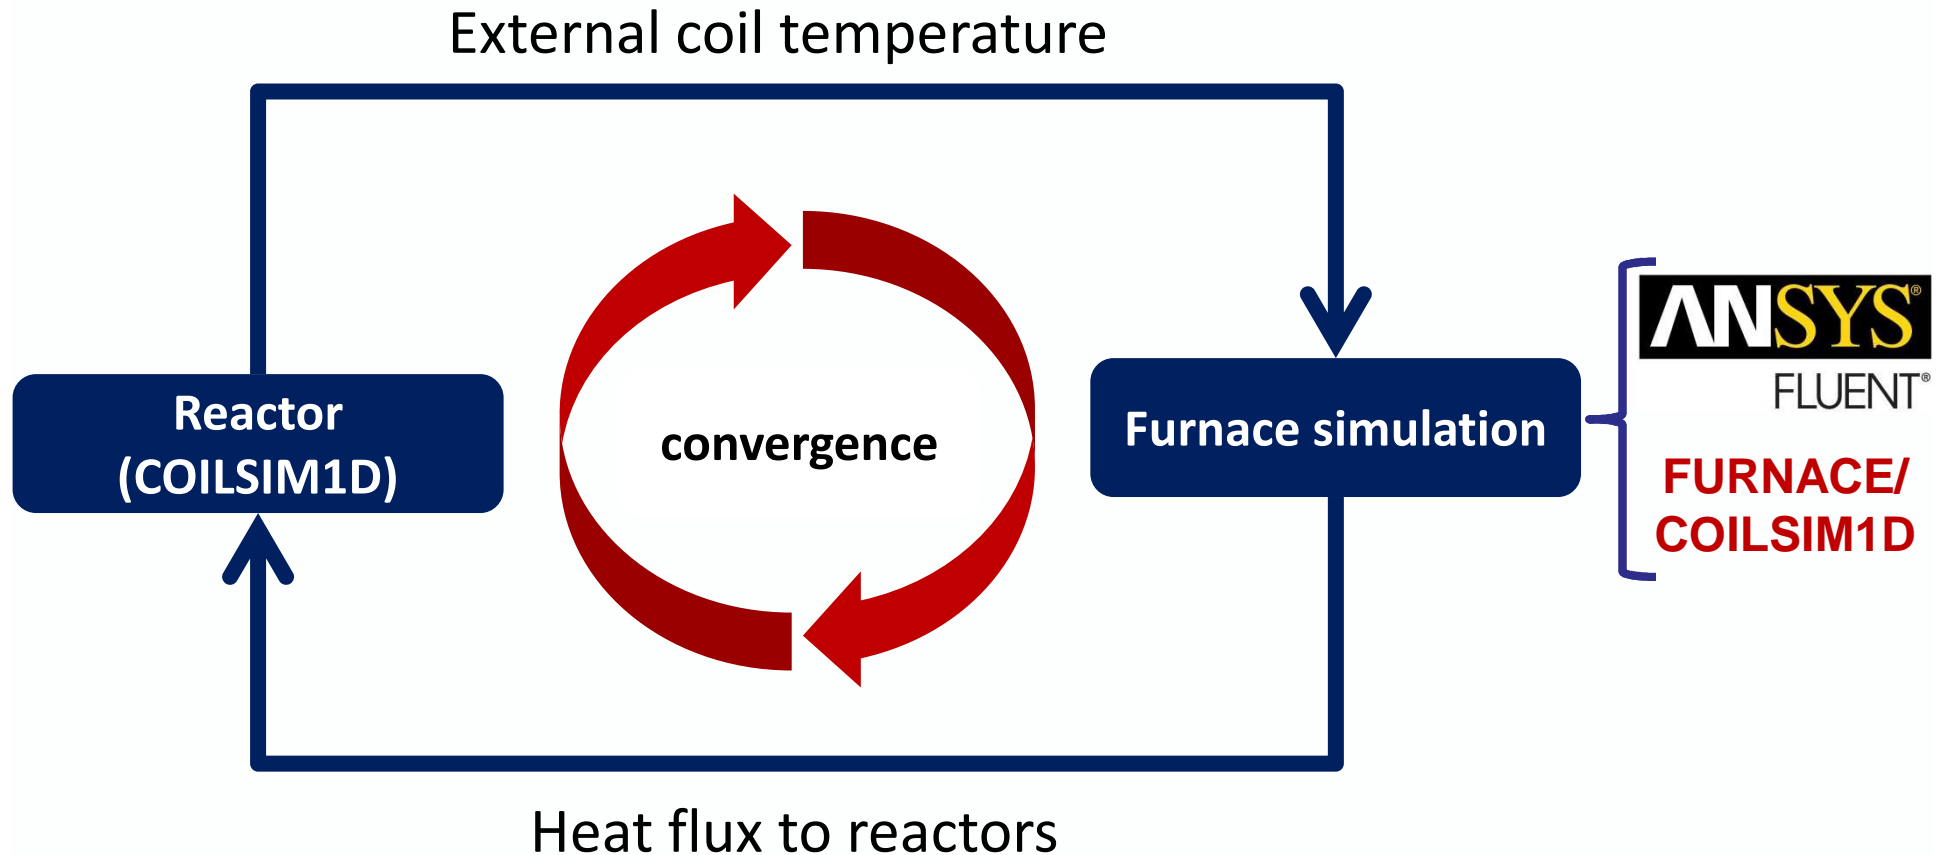 External coil temperature
Reactor
(COILSIM1D)
convergence
Furnace simulation
ANSYS®
FLUENT®
FURNACE/
COILSIM1D
Heat flux to reactors